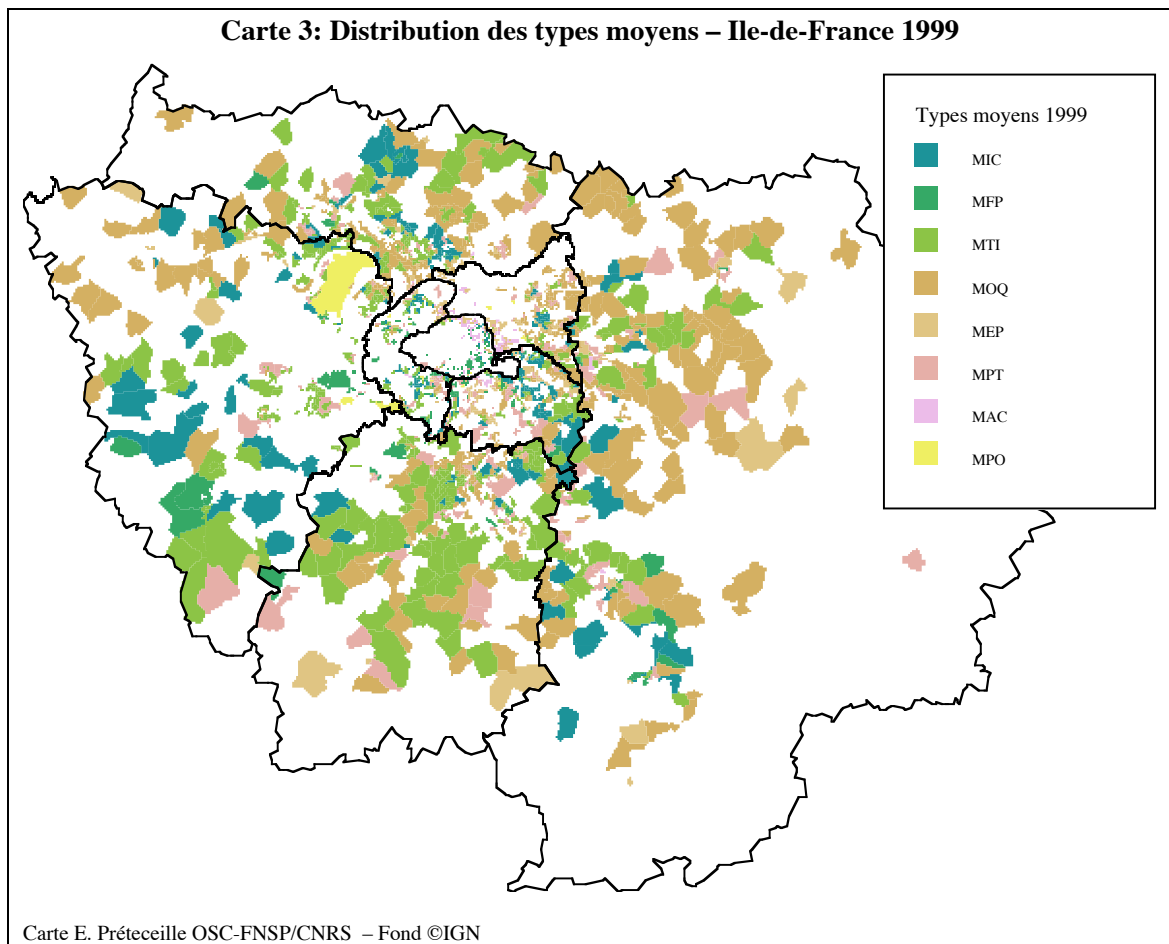 Carte 3: Distribution des types moyens – Ile-de-France 1999
Types moyens 1999
MIC
MFP
MTI
MOQ
MEP
MPT
MAC
MPO
Carte E. Préteceille OSC-FNSP/CNRS – Fond ©IGN